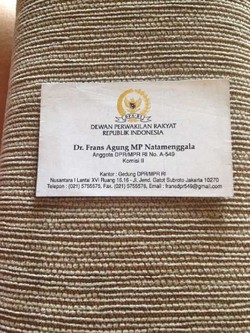 DEWAN PERWAKILAN RAKYAT
REPUBLIK INDONESIA
Dr. Frans Agung MP Natamenggala
Anggota DPR/MPR RI No. A-549
Komisi II
Kantor : Gedung DPR/MPR RI
Nusantara I Lantai XVI Ruang 15,16 - Jl. Jend. Gatot Subroto Jakarta 10270
Telepon : (021) 5755575, Fax. (021) 5755576, Email : fransdpr549@gmail.com